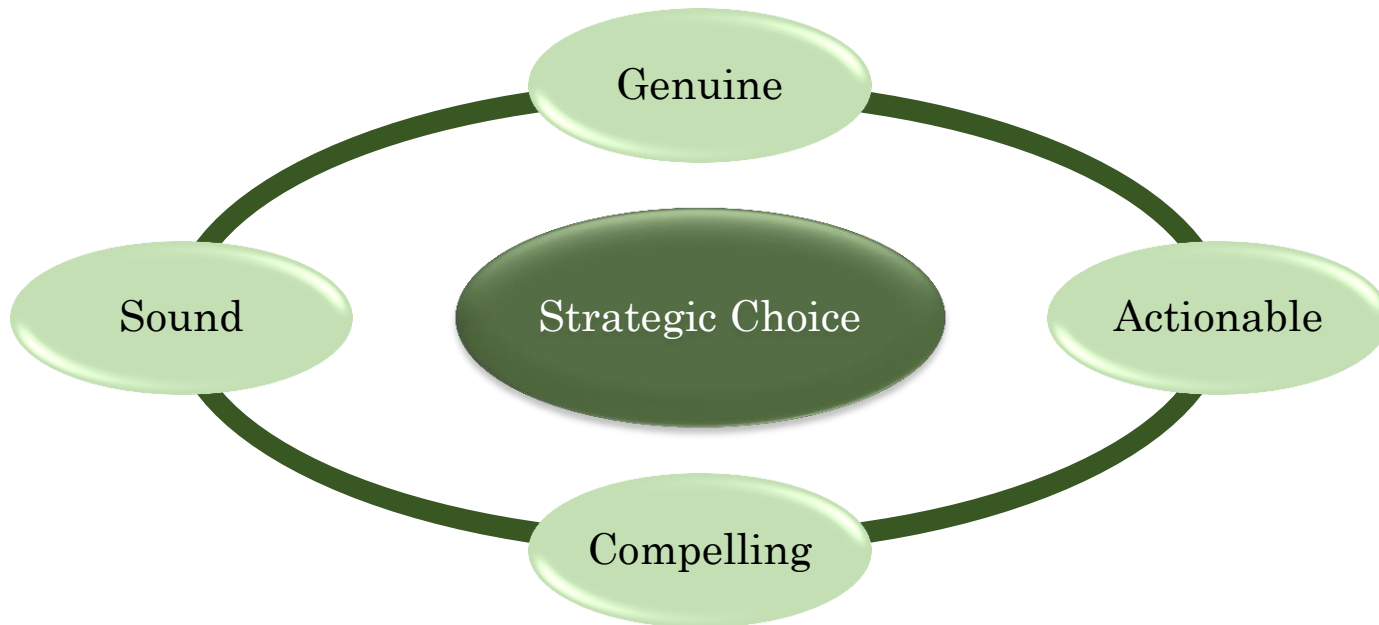 Genuine
Sound
Strategic Choice
Actionable
Compelling